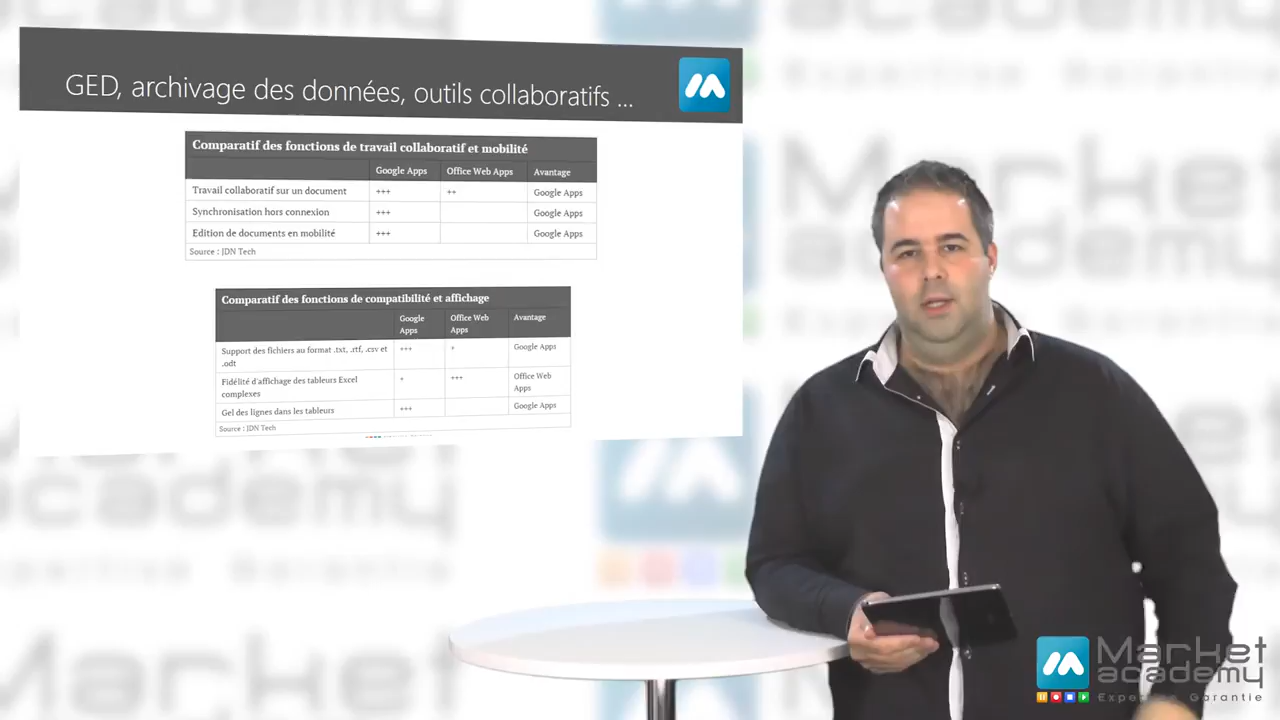 GED, archivage des données, outils collaboratifs ...
Comparatif des fonctions de travail collaboratif et mobilité
Google Apps Office Web Apps Avantage
Travail collaboratif sur un document +++ ++ Google Apps
Synchronisation hors connexion +++ Google Apps
Edition de documents en mobilité +++ Google Apps
Source : JDN Tech
Comparatif des fonctions de compatibilité et affichage
Google Apps Office Web Apps Avantage
Support des fichiers au format .txt, .rtf, .csv et .odt +++ + Google Apps
Fidélité d'affichage des tableurs Excel complexes + +++ Office Web Apps
Gel des lignes dans les tableurs +++ Google Apps
Source : JDN Tech
Market
academy
Expertise Garantie